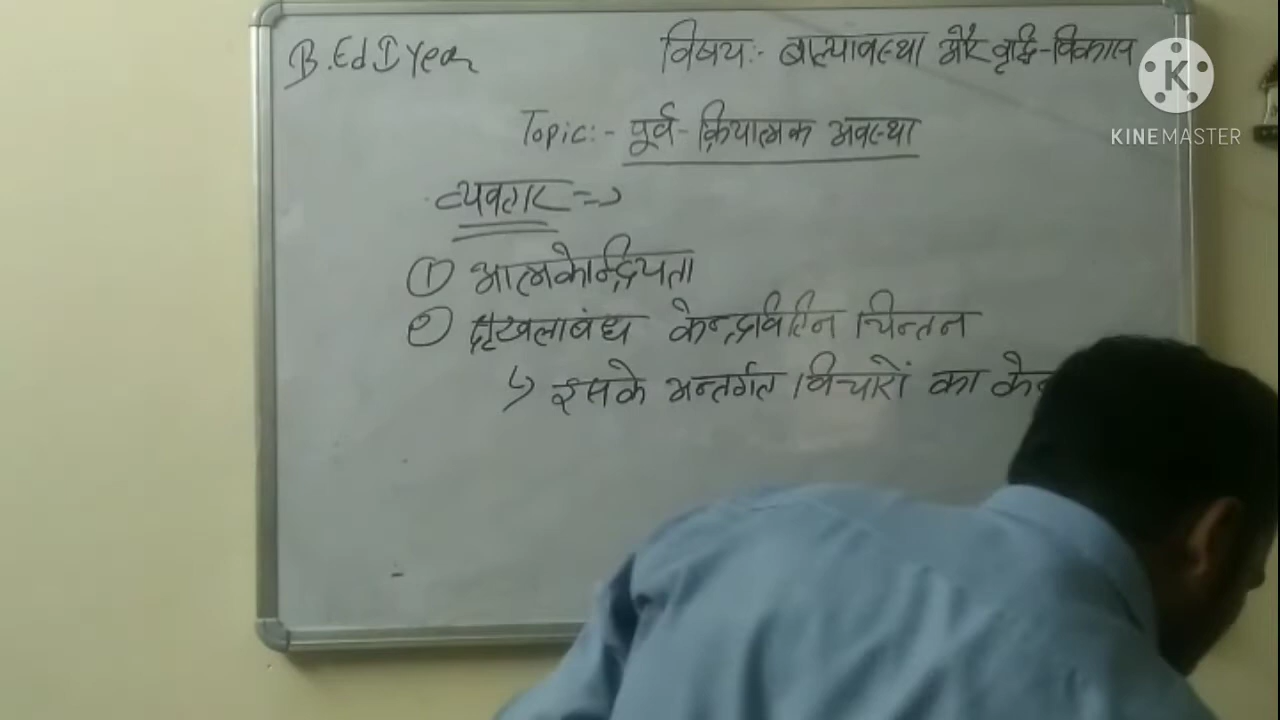 B.Ed I Year
विषय:- बाल्यावस्था और वृद्धि-विकास
KINEMASTER
Topic:- पूर्व-क्रियात्मक अवस्था
व्यवहार =>
① आत्मकेन्द्रियता
② श्रृखलाबंध केन्द्रविहिन चिन्तन
↳ इसके अन्तर्गत विचारों का